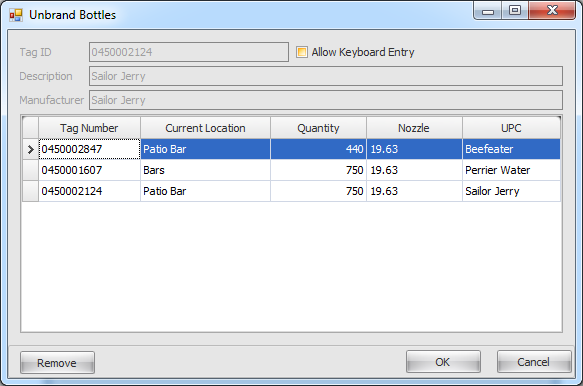 Unbrand Bottles
Tag ID 0450002124 Allow Keyboard Entry
Description Sailor Jerry
Manufacturer Sailor Jerry
Tag Number Current Location Quantity Nozzle UPC
0450002847 Patio Bar 440 19.63 Beefeater
0450001607 Bars 750 19.63 Perrier Water
0450002124 Patio Bar 750 19.63 Sailor Jerry
Remove OK Cancel